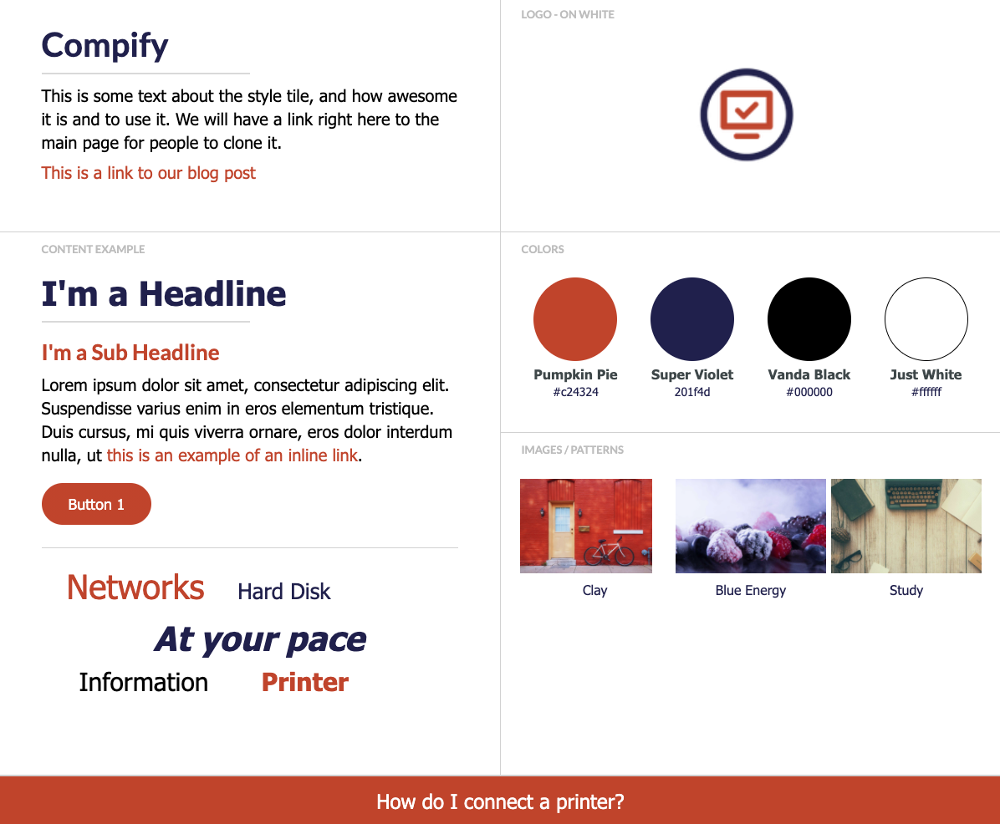 Compify
This is some text about the style tile, and how awesome
it is and to use it. We will have a link right here to the
main page for people to clone it.
This is a link to our blog post
LOGO - ON WHITE
CONTENT EXAMPLE
I'm a Headline
I'm a Sub Headline
Lorem ipsum dolor sit amet, consectetur adipiscing elit.
Suspendisse varius enim in eros elementum tristique.
Duis cursus, mi quis viverra ornare, eros dolor interdum
nulla, ut this is an example of an inline link.
Button 1
Networks Hard Disk
At your pace
Information Printer
COLORS
Pumpkin Pie Super Violet Vanda Black Just White
#c24324 201f4d #000000 #ffffff
IMAGES / PATTERNS
Clay Blue Energy Study
How do I connect a printer?